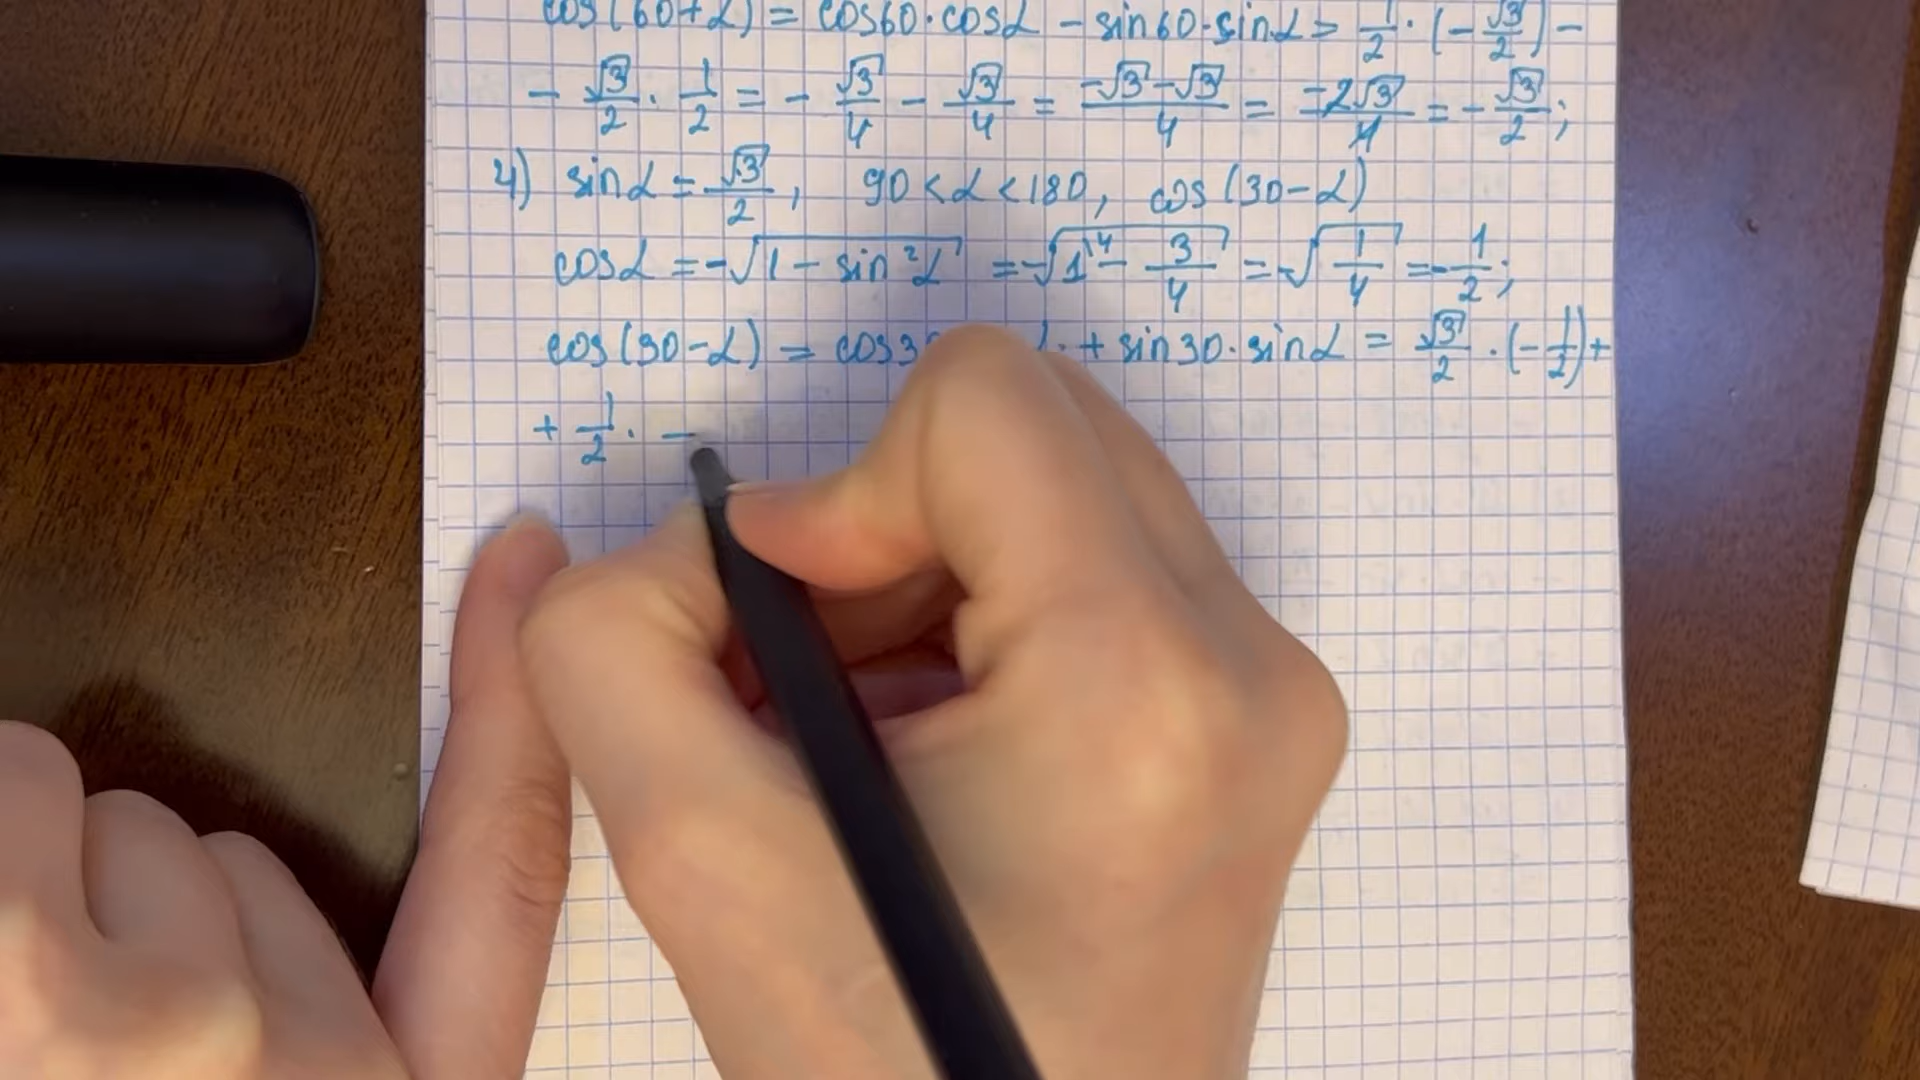 cos(60+α) = cos60·cosα - sin60·sinα = 1/2·(-√3/2)-
- √3/2 · 1/2 = - √3/4 - √3/4 = (-√3-√3)/4 = -2√3/4 = - √3/2;
4) sinα = √3/2, 90<α<180, cos(30-α)
cosα = -√(1 - sin²α) = -√(1\4 - 3/4) = -√(1/4) = -1/2;
cos(30-α) = cos30 + sin30·sinα = √3/2 ·(-1/2)+
+ 1/2 ·